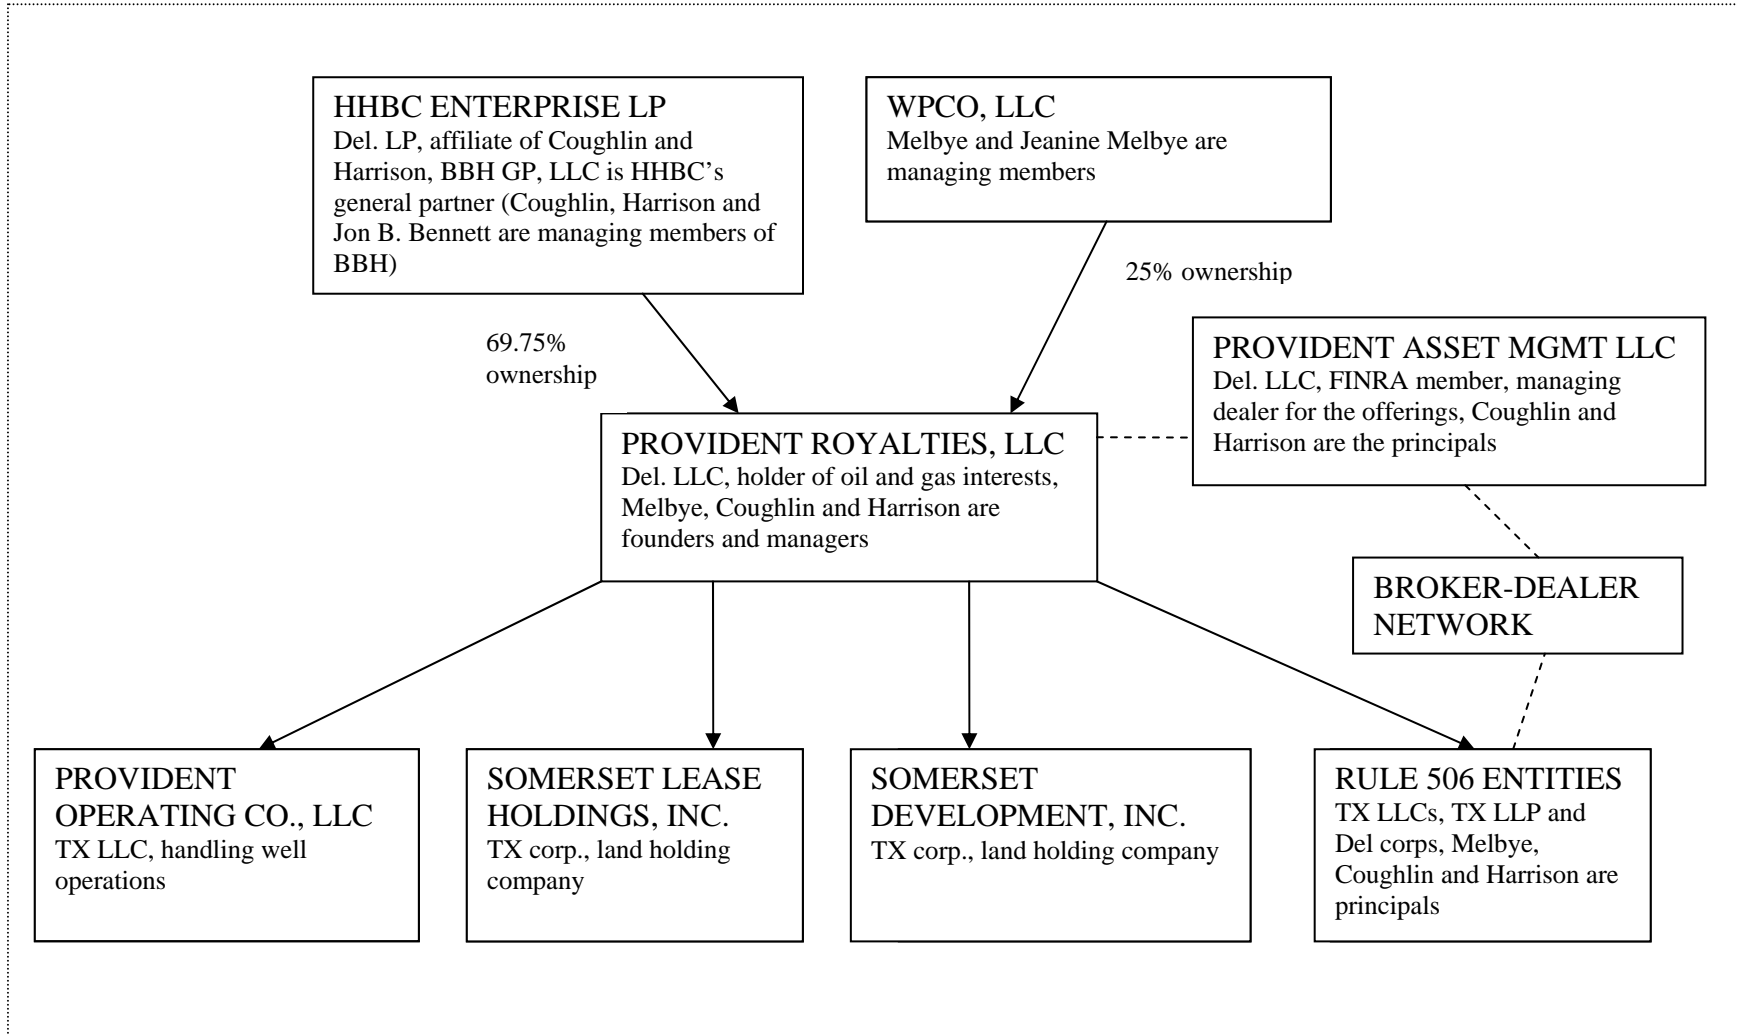 HHBC ENTERPRISE LP
Del. LP, affiliate of Coughlin and
Harrison, BBH GP, LLC is HHBC’s
general partner (Coughlin, Harrison and
Jon B. Bennett are managing members of
BBH)
WPCO, LLC
Melbye and Jeanine Melbye are
managing members
25% ownership
69.75%
ownership
PROVIDENT ASSET MGMT LLC
Del. LLC, FINRA member, managing
dealer for the offerings, Coughlin and
Harrison are the principals
PROVIDENT ROYALTIES, LLC
Del. LLC, holder of oil and gas interests,
Melbye, Coughlin and Harrison are
founders and managers
BROKER-DEALER
NETWORK
PROVIDENT
OPERATING CO., LLC
TX LLC, handling well
operations
SOMERSET LEASE
HOLDINGS, INC.
TX corp., land holding
company
SOMERSET
DEVELOPMENT, INC.
TX corp., land holding company
RULE 506 ENTITIES
TX LLCs, TX LLP and
Del corps, Melbye,
Coughlin and Harrison are
principals